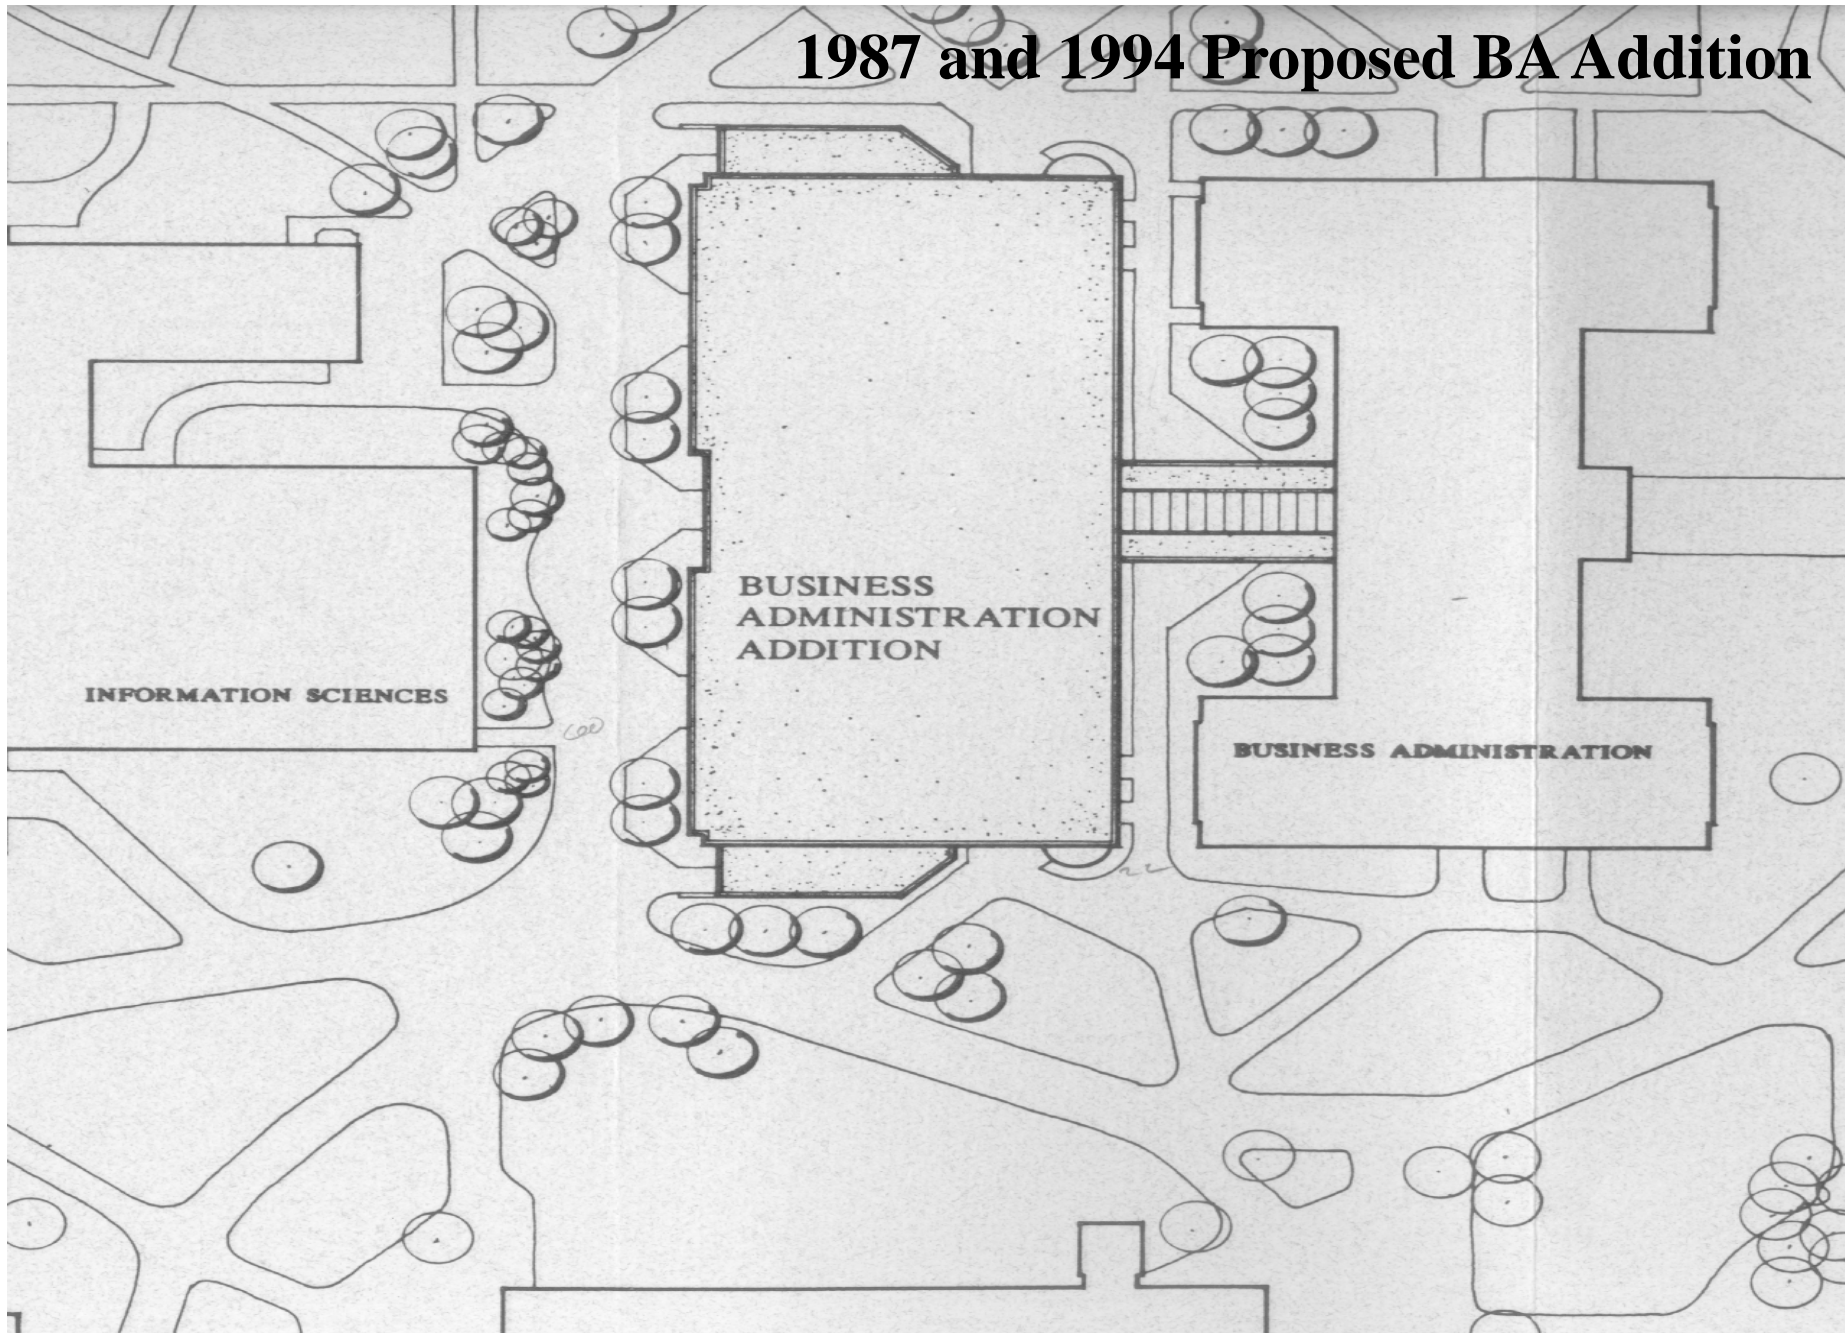 1987 and 1994 Proposed BA Addition
BUSINESS
ADMINISTRATION
ADDITION
INFORMATION SCIENCES
BUSINESS ADMINISTRATION